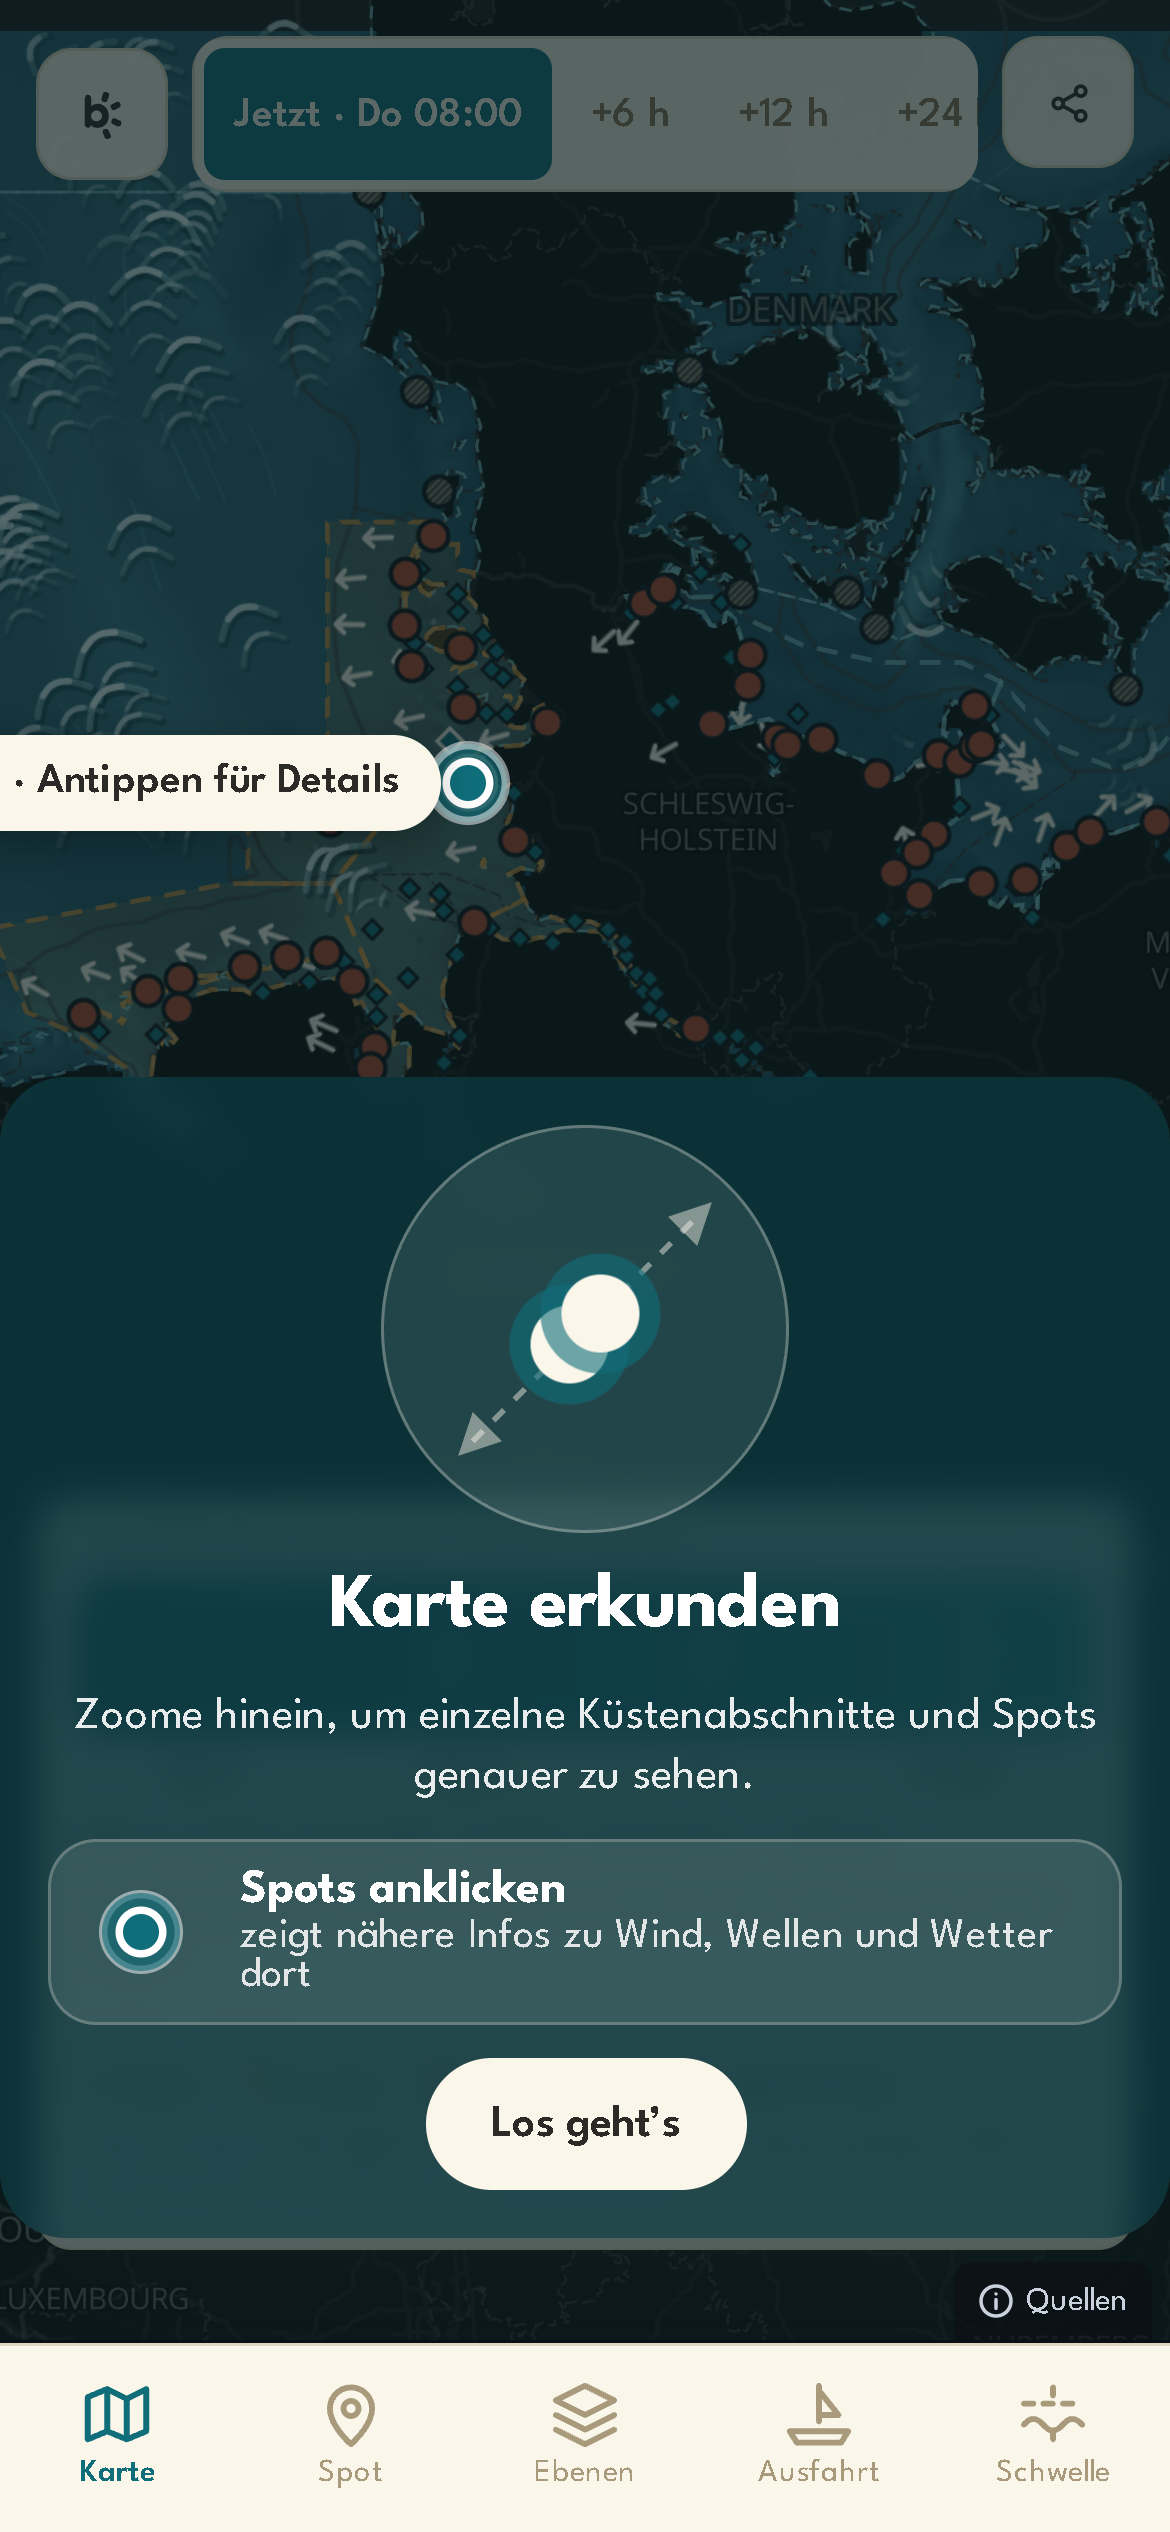 Jetzt · Do 08:00
+6 h
+12 h
+24
DENMARK
· Antippen für Details
SCHLESWIG-
HOLSTEIN
M
V
Karte erkunden
Zoome hinein, um einzelne Küstenabschnitte und Spots
genauer zu sehen.
Spots anklicken
zeigt nähere Infos zu Wind, Wellen und Wetter
dort
Los geht's
LUXEMBOURG
Quellen
Karte
Spot
Ebenen
Ausfahrt
Schwelle